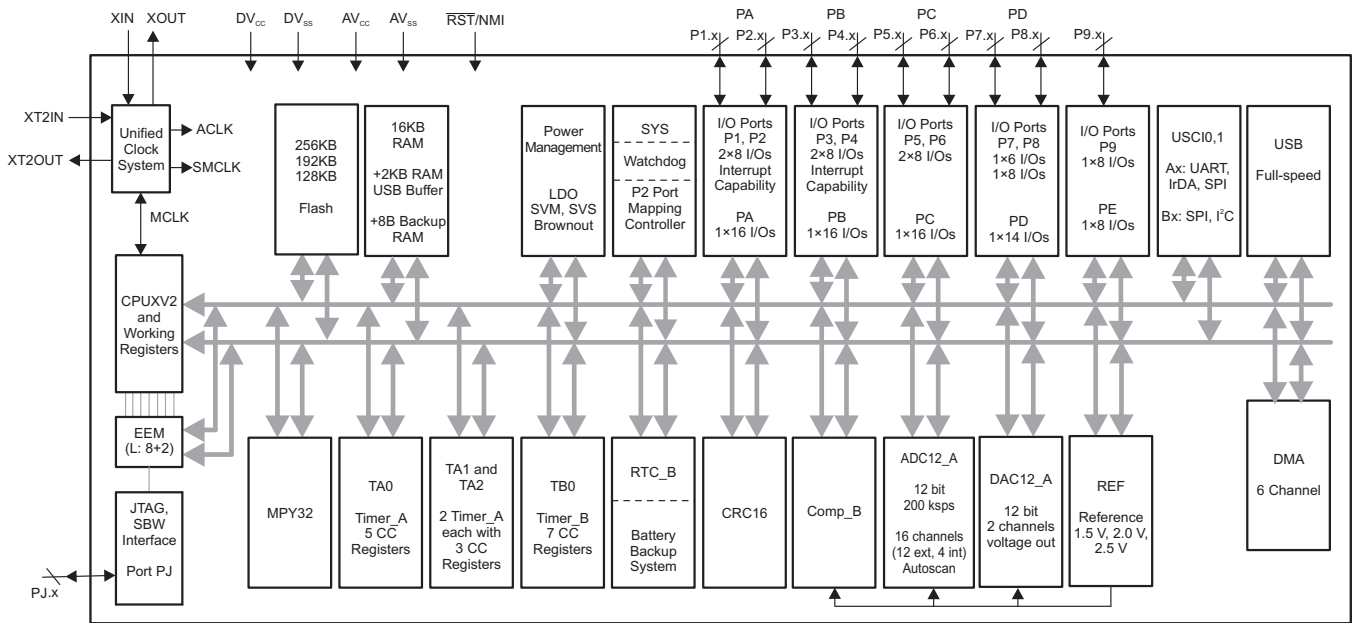 XIN XOUT DVCC DVSS AVCC AVSS RST/NMI
PA PB PC PD
P1.x P2.x P3.x P4.x P5.x P6.x P7.x P8.x P9.x
XT2IN
XT2OUT
Unified
Clock
System
ACLK
SMCLK
MCLK
256KB
192KB
128KB
Flash
16KB
RAM
+2KB RAM
USB Buffer
+8B Backup
RAM
Power
Management
LDO
SVM, SVS
Brownout
SYS
Watchdog
P2 Port
Mapping
Controller
I/O Ports
P1, P2
2×8 I/Os
Interrupt
Capability
PA
1×16 I/Os
I/O Ports
P3, P4
2×8 I/Os
Interrupt
Capability
PB
1×16 I/Os
I/O Ports
P5, P6
2×8 I/Os
PC
1×16 I/Os
I/O Ports
P7, P8
1×6 I/Os
1×8 I/Os
PD
1×14 I/Os
I/O Ports
P9
1×8 I/Os
PE
1×8 I/Os
USCI0,1
Ax: UART,
IrDA, SPI
Bx: SPI, I²C
USB
Full-speed
CPUXV2
and
Working
Registers
EEM
(L: 8+2)
JTAG,
SBW
Interface
Port PJ
PJ.x
MPY32
TA0
Timer_A
5 CC
Registers
TA1 and
TA2
2 Timer_A
each with
3 CC
Registers
TB0
Timer_B
7 CC
Registers
RTC_B
Battery
Backup
System
CRC16
Comp_B
ADC12_A
12 bit
200 ksps
16 channels
(12 ext, 4 int)
Autoscan
DAC12_A
12 bit
2 channels
voltage out
REF
Reference
1.5 V, 2.0 V,
2.5 V
DMA
6 Channel